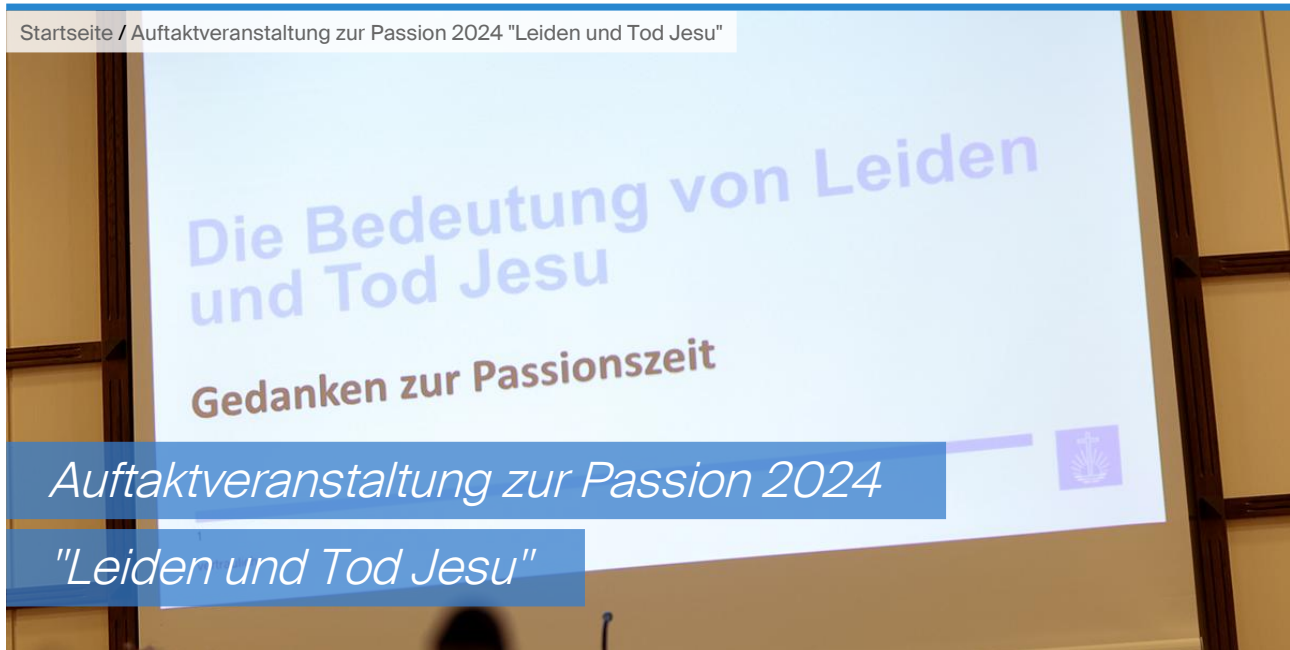 Startseite / Auftaktveranstaltung zur Passion 2024 "Leiden und Tod Jesu"
Die Bedeutung von Leiden
und Tod Jesu
Gedanken zur Passionszeit
Auftaktveranstaltung zur Passion 2024
1
"Leiden und Tod Jesu"